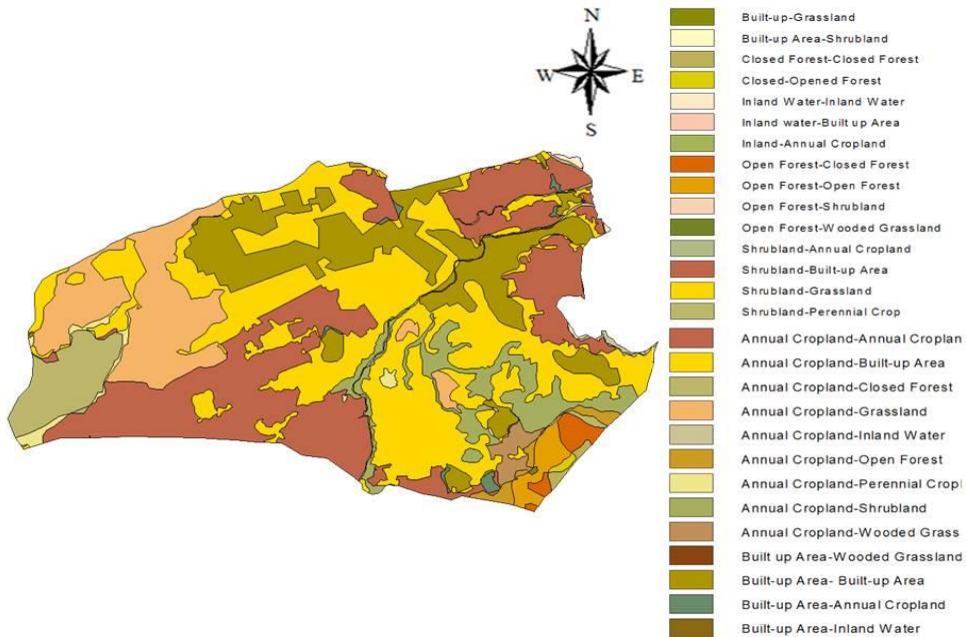 N
W E
S
Built-up-Grassland
Built-up Area-Shrubland
Closed Forest-Closed Forest
Closed-Opened Forest
Inland Water-Inland Water
Inland water-Built up Area
Inland-Annual Cropland
Open Forest-Closed Forest
Open Forest-Open Forest
Open Forest-Shrubland
Open Forest-Wooded Grassland
Shrubland-Annual Cropland
Shrubland-Built-up Area
Shrubland-Grassland
Shrubland-Perennial Crop
Annual Cropland-Annual Croplan
Annual Cropland-Built-up Area
Annual Cropland-Closed Forest
Annual Cropland-Grassland
Annual Cropland-Inland Water
Annual Cropland-Open Forest
Annual Cropland-Perennial Cropl
Annual Cropland-Shrubland
Annual Cropland-Wooded Grass
Built up Area-Wooded Grassland
Built-up Area- Built-up Area
Built-up Area-Annual Cropland
Built-up Area-Inland Water